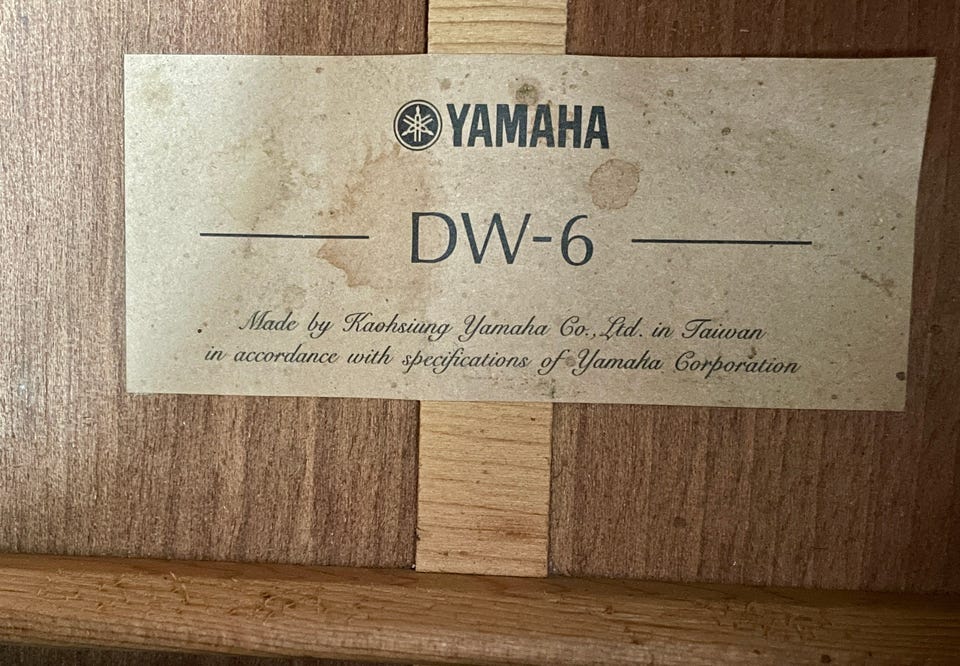 YAMAHA
DW-6
Made by Kaohsiung Yamaha Co., Ltd. in Taiwan
in accordance with specifications of Yamaha Corporation